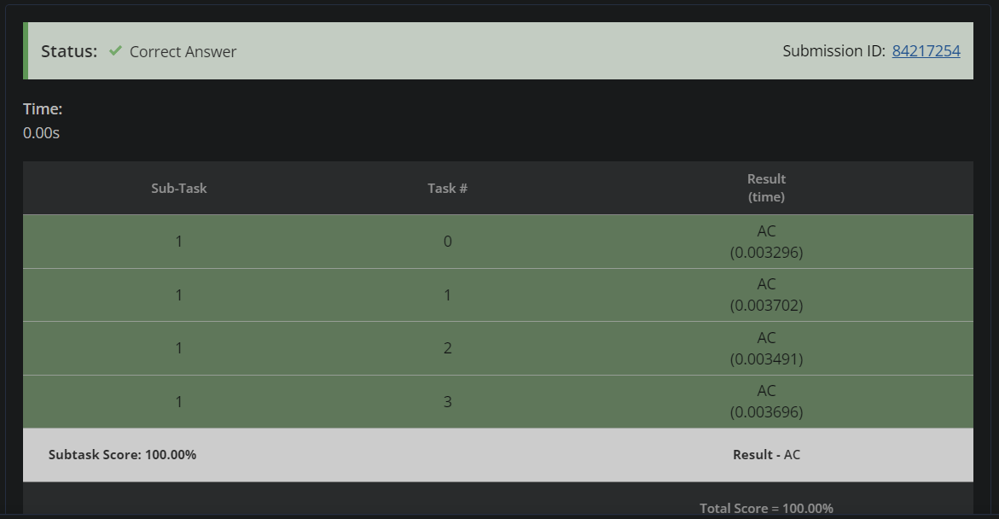 Status: ✓ Correct Answer Submission ID: 84217254
Time:
0.00s
Sub-Task Task # Result
(time)
1 0 AC
(0.003296)
1 1 AC
(0.003702)
1 2 AC
(0.003491)
1 3 AC
(0.003696)
Subtask Score: 100.00% Result - AC
Total Score = 100.00%